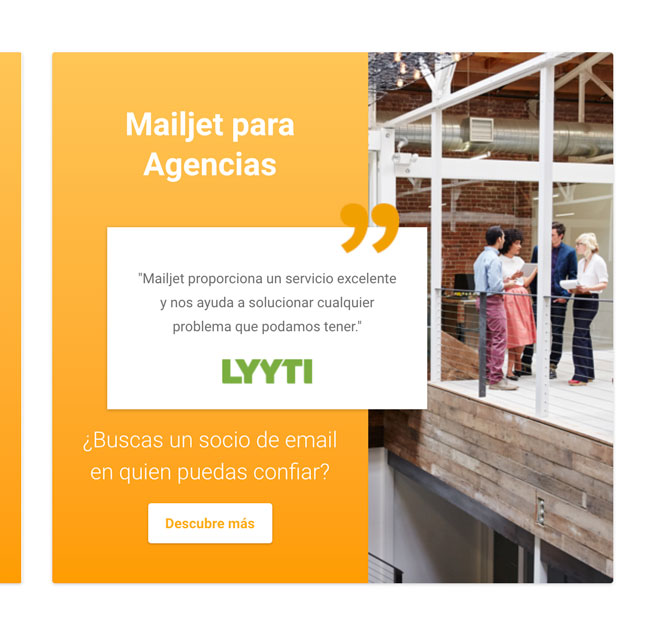 Mailjet para
Agencias
"Mailjet proporciona un servicio excelente
y nos ayuda a solucionar cualquier
problema que podamos tener."
LYYTI
¿Buscas un socio de email
en quien puedas confiar?
Descubre más